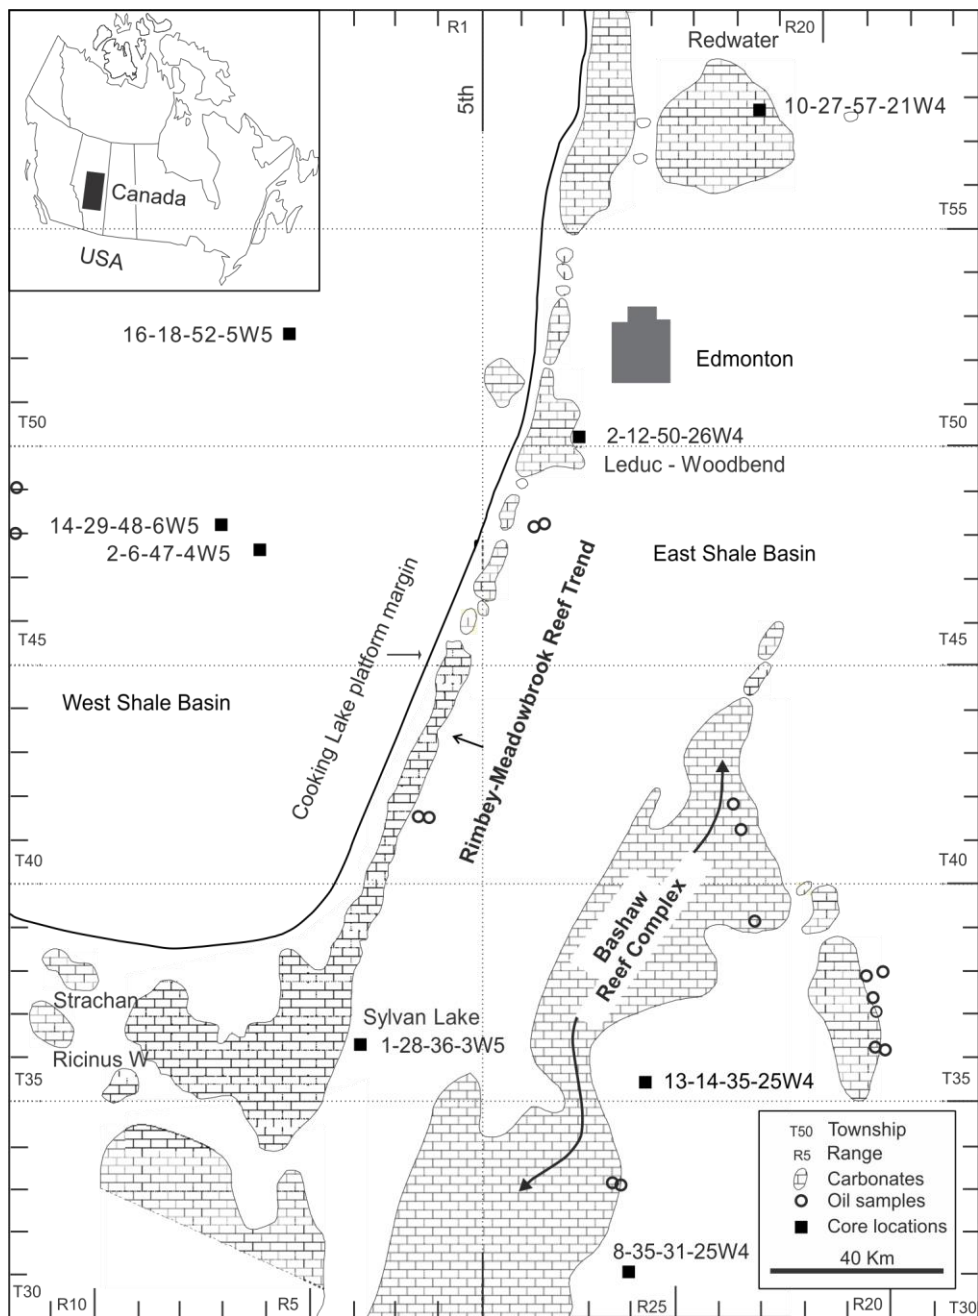 R1
R20
Redwater
5th
10-27-57-21W4
Canada
USA
T55
16-18-52-5W5
Edmonton
T50
T50
2-12-50-26W4
Leduc - Woodbend
14-29-48-6W5
2-6-47-4W5
East Shale Basin
Cooking Lake platform margin
Rimbey-Meadowbrook Reef Trend
T45
T45
West Shale Basin
T40
T40
Bashaw
Reef Complex
Strachan
Sylvan Lake
1-28-36-3W5
Ricinus W
T35
13-14-35-25W4
T35
T50 Township
R5 Range
Carbonates
Oil samples
Core locations
40 Km
8-35-31-25W4
T30
R10
R5
R25
R20
T30